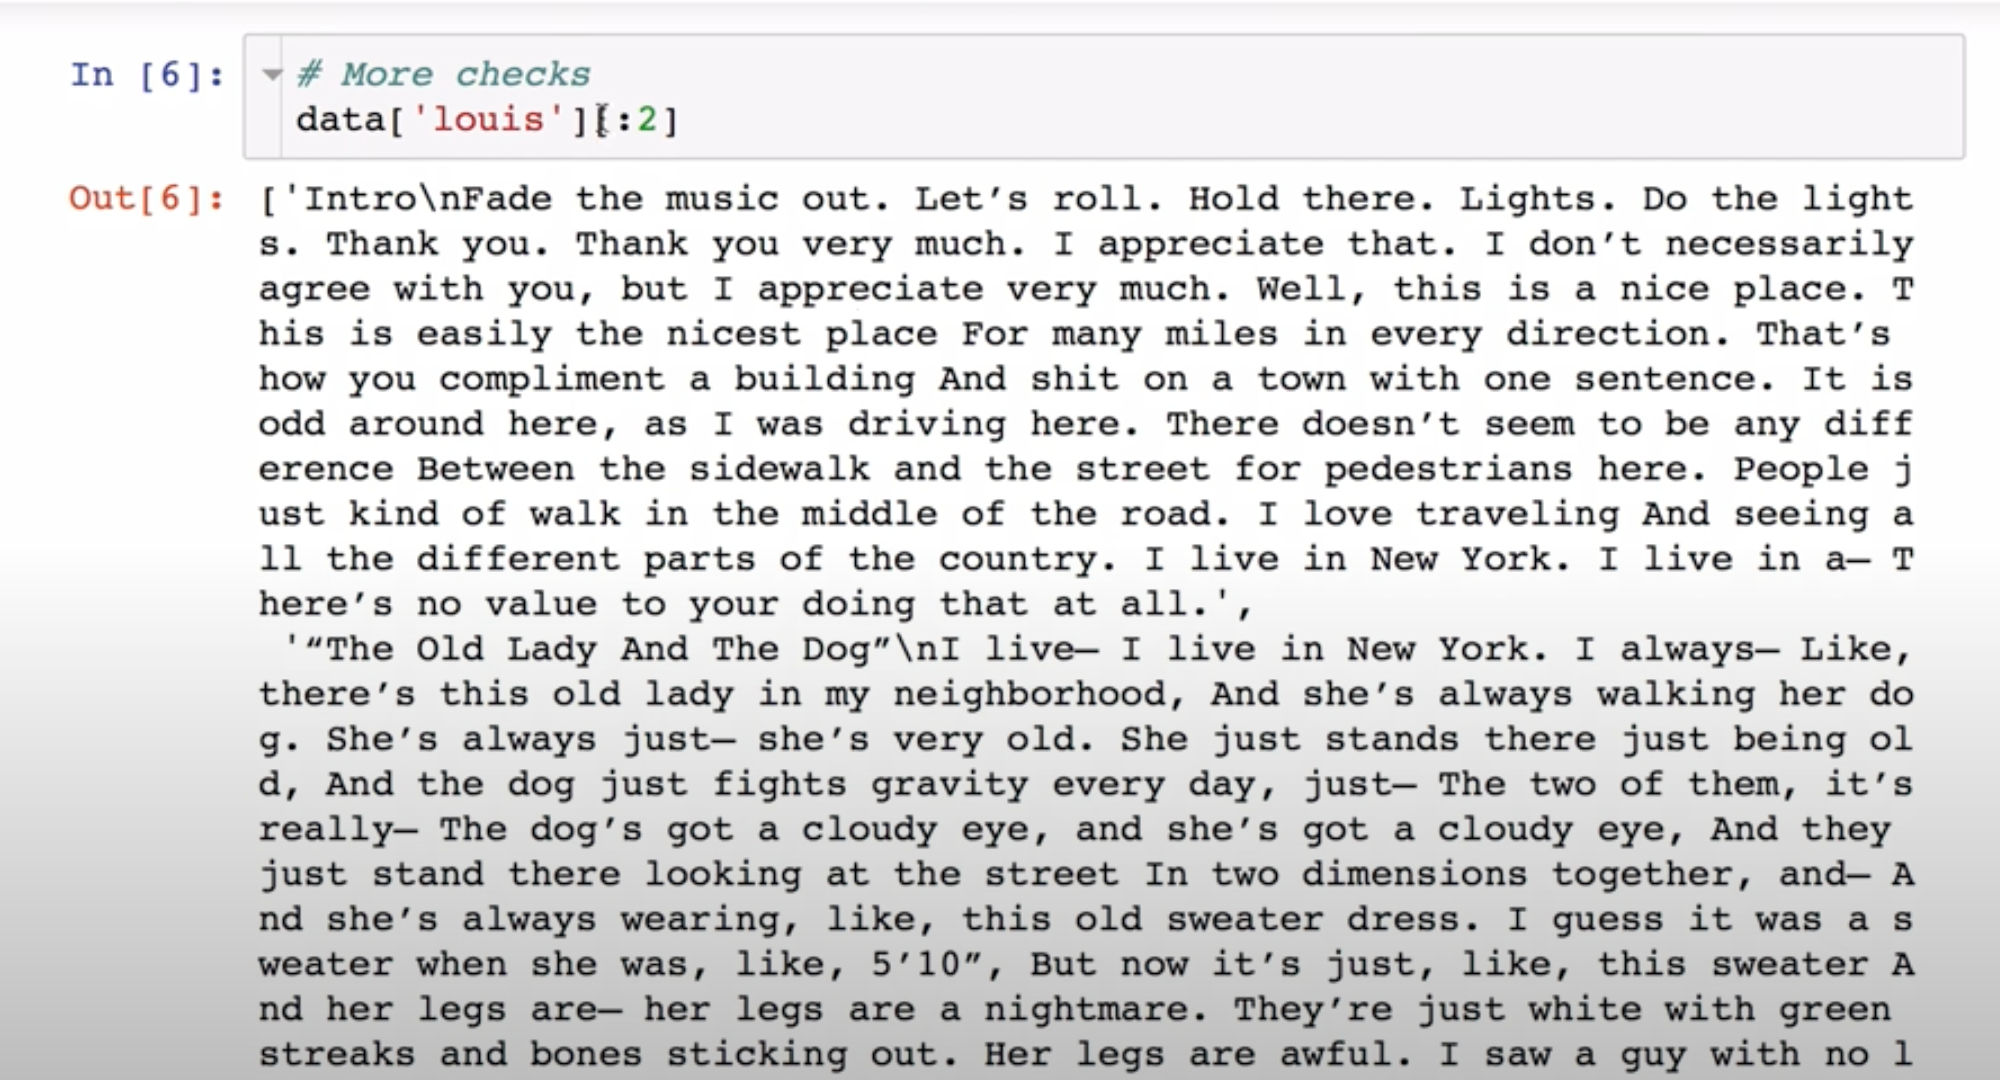 In [6]: # More checks
data['louis'][:2]
Out[6]: ['Intro\nFade the music out. Let’s roll. Hold there. Lights. Do the light
s. Thank you. Thank you very much. I appreciate that. I don’t necessarily
agree with you, but I appreciate very much. Well, this is a nice place. T
his is easily the nicest place For many miles in every direction. That’s
how you compliment a building And shit on a town with one sentence. It is
odd around here, as I was driving here. There doesn’t seem to be any diff
erence Between the sidewalk and the street for pedestrians here. People j
ust kind of walk in the middle of the road. I love traveling And seeing a
ll the different parts of the country. I live in New York. I live in a— T
here’s no value to your doing that at all.',
'“The Old Lady And The Dog”\nI live— I live in New York. I always— Like,
there’s this old lady in my neighborhood, And she’s always walking her do
g. She’s always just— she’s very old. She just stands there just being ol
d, And the dog just fights gravity every day, just— The two of them, it’s
really— The dog’s got a cloudy eye, and she’s got a cloudy eye, And they
just stand there looking at the street In two dimensions together, and— A
nd she’s always wearing, like, this old sweater dress. I guess it was a s
weater when she was, like, 5’10”, But now it’s just, like, this sweater A
nd her legs are— her legs are a nightmare. They’re just white with green
streaks and bones sticking out. Her legs are awful. I saw a guy with no l